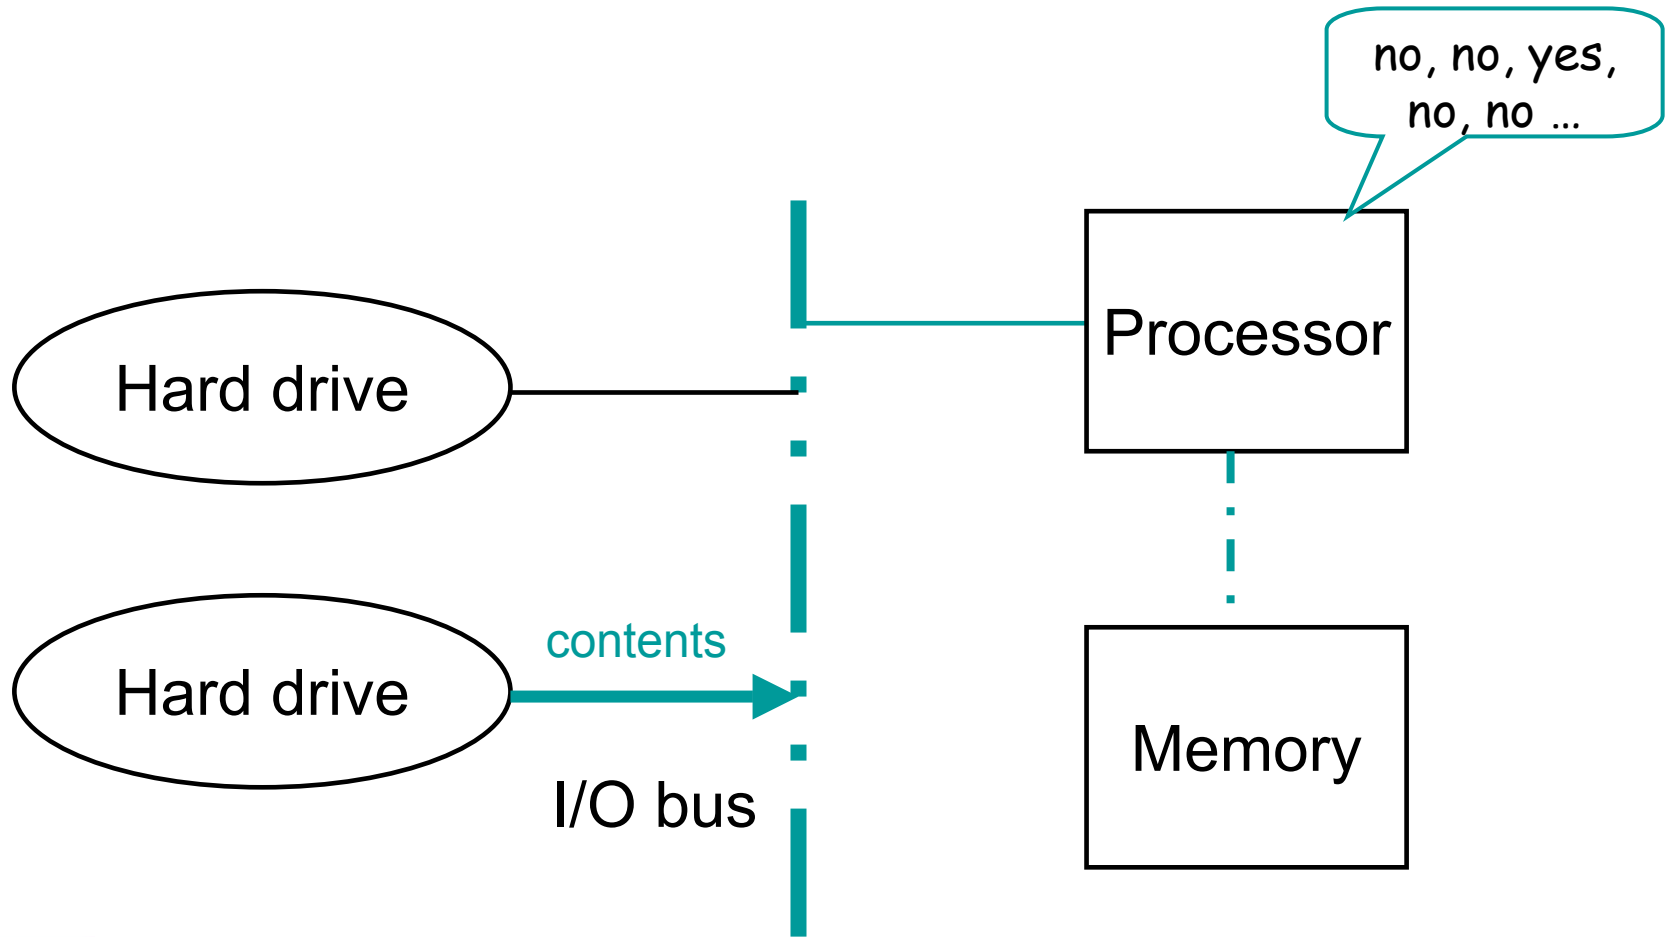 no, no, yes,
no, no ...
Processor
Hard drive
contents
Hard drive
Memory
I/O bus